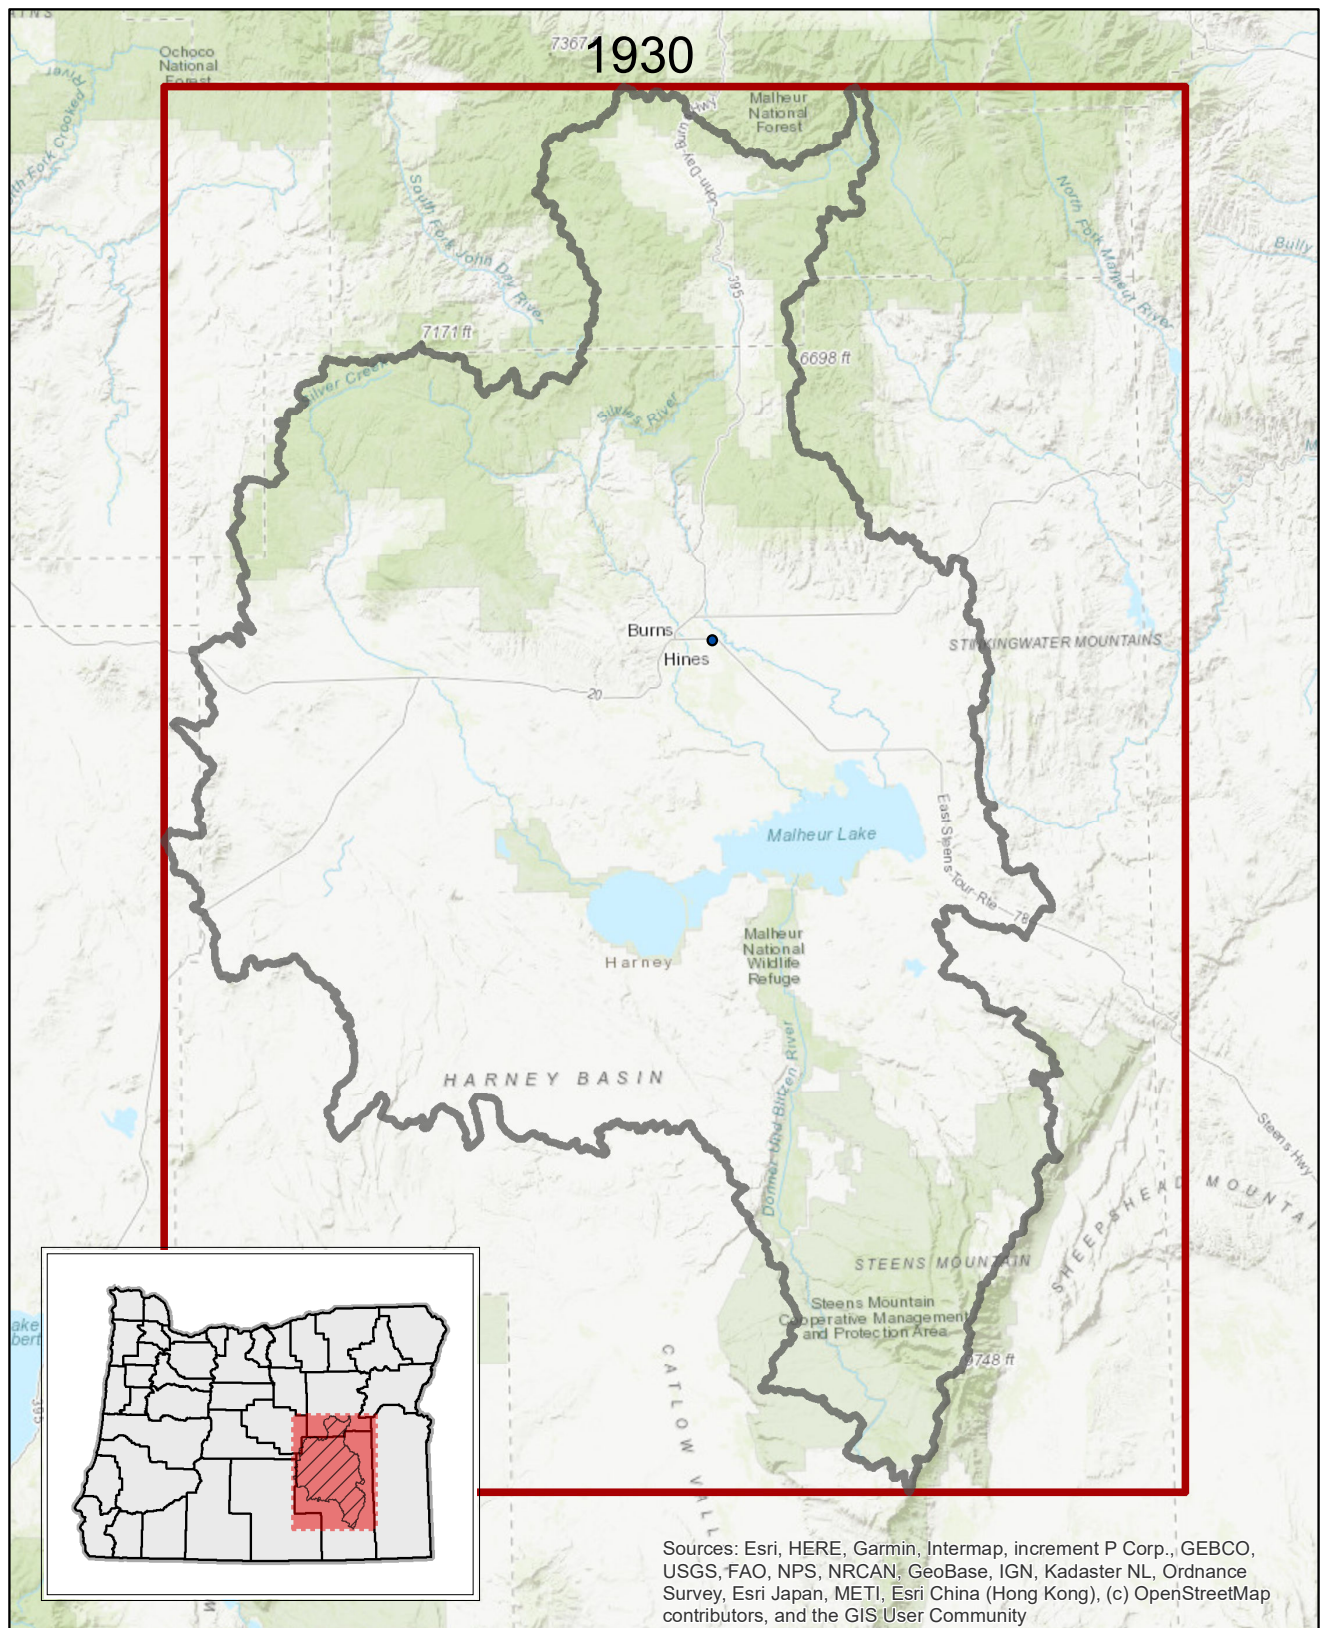 1930
7367
Ochoco
National
Forest
Malheur
National
Forest
John-Day-Burn Hwy
South Fork John Day River
North Fork Malheur River
Bully
395
7171 ft
6698 ft
Silver Creek
Silvies River
Burns
Hines
STINKINGWATER MOUNTAINS
20
Malheur Lake
East-Steens-Tour-Rte
78
Malheur
National
Wildlife
Refuge
Harney
HARNEY BASIN
Donner Und Blitzen River
Steens Hwy
SHEEPSHEAD MOUNTAI
STEENS MOUNTAIN
Steens Mountain
Cooperative Management
and Protection Area
9748 ft
CATLOW VALL
ake
bert
395
Sources: Esri, HERE, Garmin, Intermap, increment P Corp., GEBCO,
USGS, FAO, NPS, NRCAN, GeoBase, IGN, Kadaster NL, Ordnance
Survey, Esri Japan, METI, Esri China (Hong Kong), (c) OpenStreetMap
contributors, and the GIS User Community